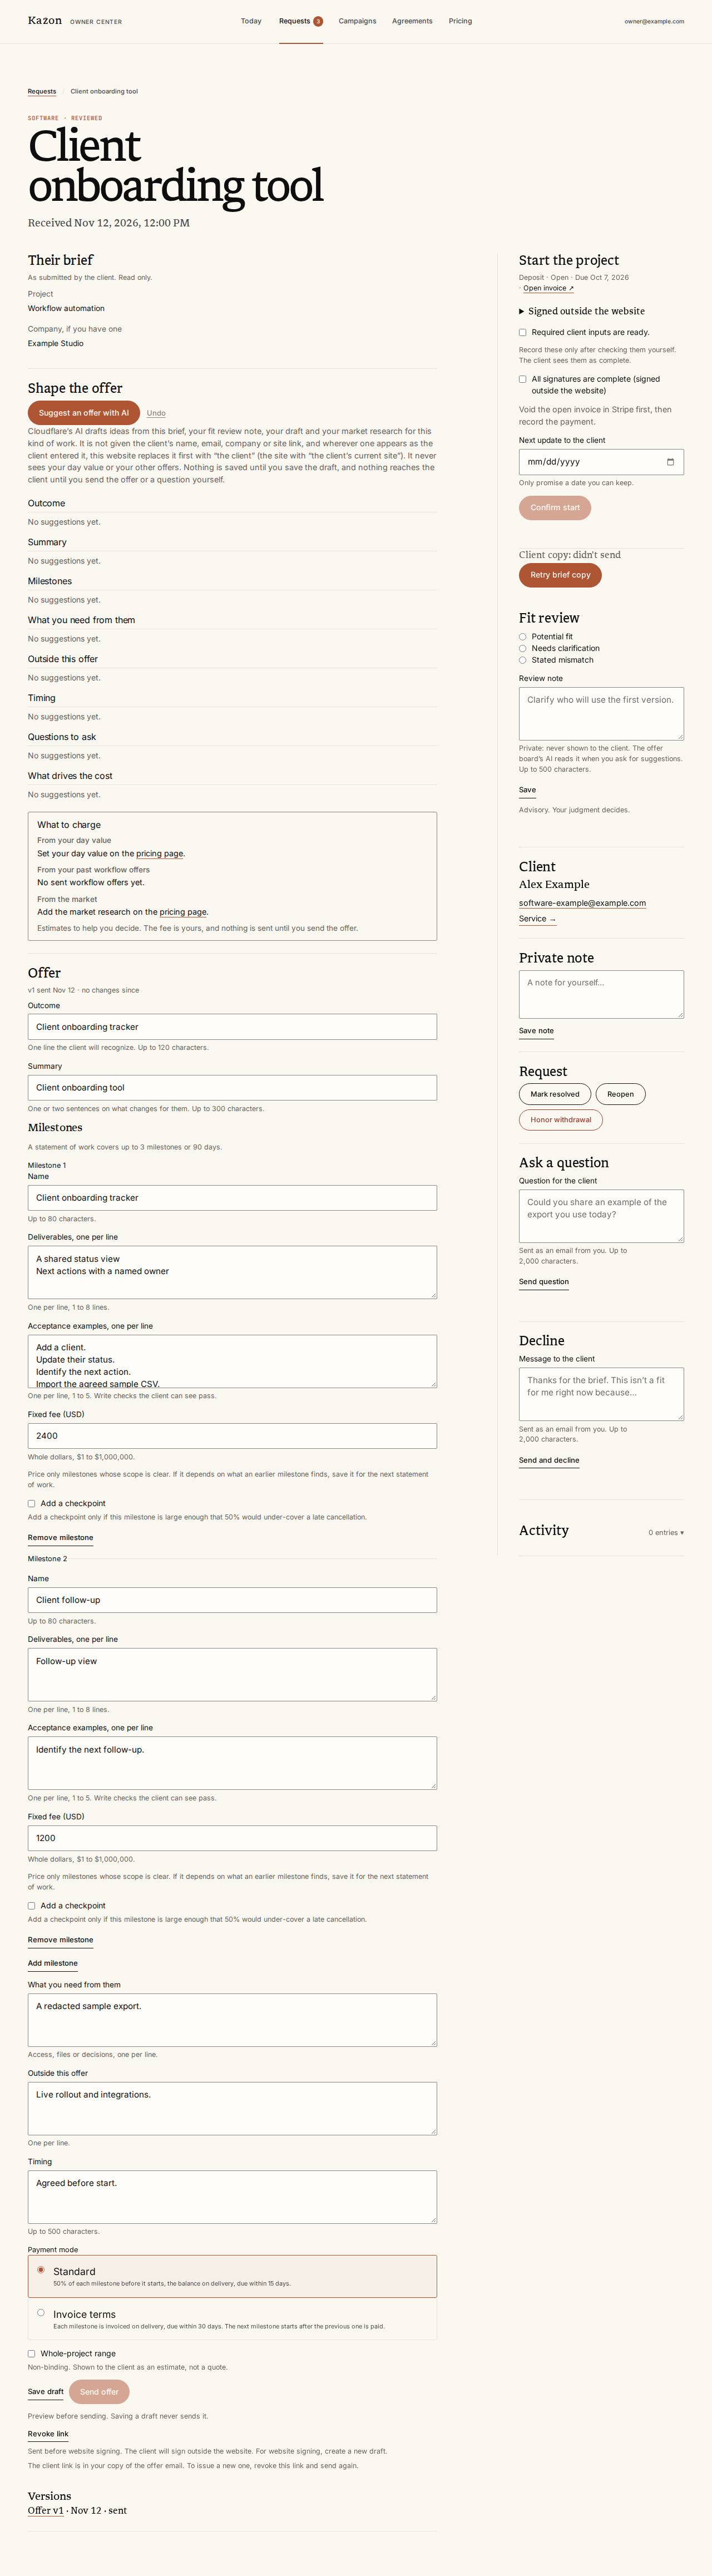 Kazon OWNER CENTER
Today Requests 3 Campaigns Agreements Pricing
owner@example.com
Requests / Client onboarding tool
SOFTWARE · REVIEWED
Client
onboarding tool
Received Nov 12, 2026, 12:00 PM
Their brief
As submitted by the client. Read only.
Project
Workflow automation
Company, if you have one
Example Studio
Shape the offer
Suggest an offer with AI Undo
Cloudflare’s AI drafts ideas from this brief, your fit review note, your draft and your market research for this
kind of work. It is not given the client’s name, email, company or site link, and wherever one appears as the
client entered it, this website replaces it first with “the client” (the site with “the client’s current site”). It never
sees your day value or your other offers. Nothing is saved until you save the draft, and nothing reaches the
client until you send the offer or a question yourself.
Outcome
No suggestions yet.
Summary
No suggestions yet.
Milestones
No suggestions yet.
What you need from them
No suggestions yet.
Outside this offer
No suggestions yet.
Timing
No suggestions yet.
Questions to ask
No suggestions yet.
What drives the cost
No suggestions yet.
What to charge
From your day value
Set your day value on the pricing page.
From your past workflow offers
No sent workflow offers yet.
From the market
Add the market research on the pricing page.
Estimates to help you decide. The fee is yours, and nothing is sent until you send the offer.
Offer
v1 sent Nov 12 · no changes since
Outcome
Client onboarding tracker
One line the client will recognize. Up to 120 characters.
Summary
Client onboarding tool
One or two sentences on what changes for them. Up to 300 characters.
Milestones
A statement of work covers up to 3 milestones or 90 days.
Milestone 1
Name
Client onboarding tracker
Up to 80 characters.
Deliverables, one per line
A shared status view
Next actions with a named owner
One per line, 1 to 8 lines.
Acceptance examples, one per line
Add a client.
Update their status.
Identify the next action.
Import the agreed sample CSV.
One per line, 1 to 5. Write checks the client can see pass.
Fixed fee (USD)
2400
Whole dollars, $1 to $1,000,000.
Price only milestones whose scope is clear. If it depends on what an earlier milestone finds, save it for the next statement
of work.
Add a checkpoint
Add a checkpoint only if this milestone is large enough that 50% would under-cover a late cancellation.
Remove milestone
Milestone 2
Name
Client follow-up
Up to 80 characters.
Deliverables, one per line
Follow-up view
One per line, 1 to 8 lines.
Acceptance examples, one per line
Identify the next follow-up.
One per line, 1 to 5. Write checks the client can see pass.
Fixed fee (USD)
1200
Whole dollars, $1 to $1,000,000.
Price only milestones whose scope is clear. If it depends on what an earlier milestone finds, save it for the next statement
of work.
Add a checkpoint
Add a checkpoint only if this milestone is large enough that 50% would under-cover a late cancellation.
Remove milestone
Add milestone
What you need from them
A redacted sample export.
Access, files or decisions, one per line.
Outside this offer
Live rollout and integrations.
One per line.
Timing
Agreed before start.
Up to 500 characters.
Payment mode
Standard
50% of each milestone before it starts, the balance on delivery, due within 15 days.
Invoice terms
Each milestone is invoiced on delivery, due within 30 days. The next milestone starts after the previous one is paid.
Whole-project range
Non-binding. Shown to the client as an estimate, not a quote.
Save draft Send offer
Preview before sending. Saving a draft never sends it.
Revoke link
Sent before website signing. The client will sign outside the website. For website signing, create a new draft.
The client link is in your copy of the offer email. To issue a new one, revoke this link and send again.
Versions
Offer v1 · Nov 12 · sent
Start the project
Deposit · Open · Due Oct 7, 2026
· Open invoice ↗
▶ Signed outside the website
Required client inputs are ready.
Record these only after checking them yourself.
The client sees them as complete.
All signatures are complete (signed
outside the website)
Void the open invoice in Stripe first, then
record the payment.
Next update to the client
mm/dd/yyyy
Only promise a date you can keep.
Confirm start
Client copy: didn't send
Retry brief copy
Fit review
Potential fit
Needs clarification
Stated mismatch
Review note
Clarify who will use the first version.
Private: never shown to the client. The offer
board’s AI reads it when you ask for suggestions.
Up to 500 characters.
Save
Advisory. Your judgment decides.
Client
Alex Example
software-example@example.com
Service →
Private note
A note for yourself…
Save note
Request
Mark resolved Reopen
Honor withdrawal
Ask a question
Question for the client
Could you share an example of the
export you use today?
Sent as an email from you. Up to
2,000 characters.
Send question
Decline
Message to the client
Thanks for the brief. This isn’t a fit
for me right now because…
Sent as an email from you. Up to
2,000 characters.
Send and decline
Activity 0 entries ▾